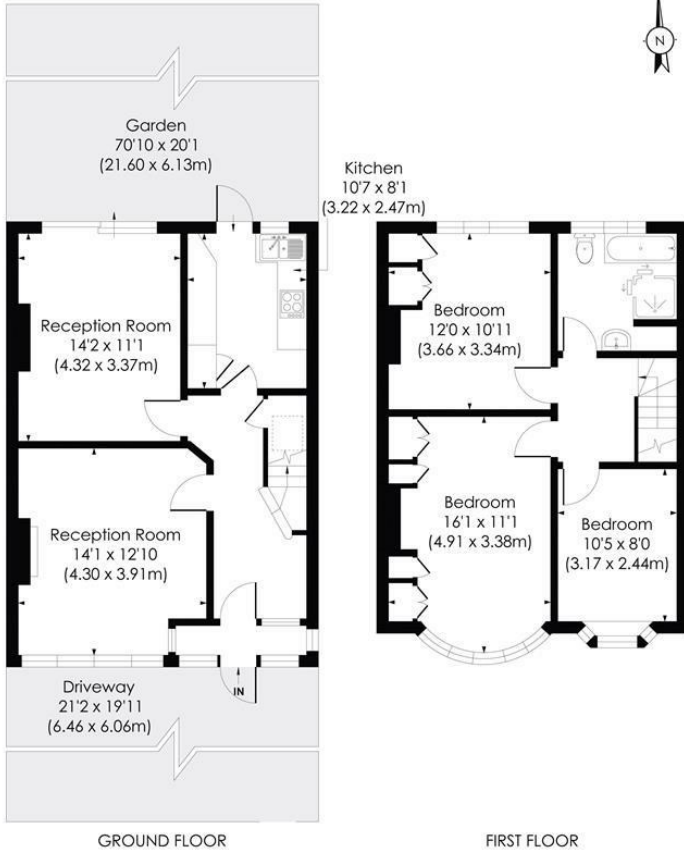 N
Garden
70'10 x 20'1
(21.60 x 6.13m)
Kitchen
10'7 x 8'1
(3.22 x 2.47m)
Reception Room
14'2 x 11'1
(4.32 x 3.37m)
Bedroom
12'0 x 10'11
(3.66 x 3.34m)
Reception Room
14'1 x 12'10
(4.30 x 3.91m)
Bedroom
16'1 x 11'1
(4.91 x 3.38m)
Bedroom
10'5 x 8'0
(3.17 x 2.44m)
Driveway
21'2 x 19'11
(6.46 x 6.06m)
IN
GROUND FLOOR
FIRST FLOOR